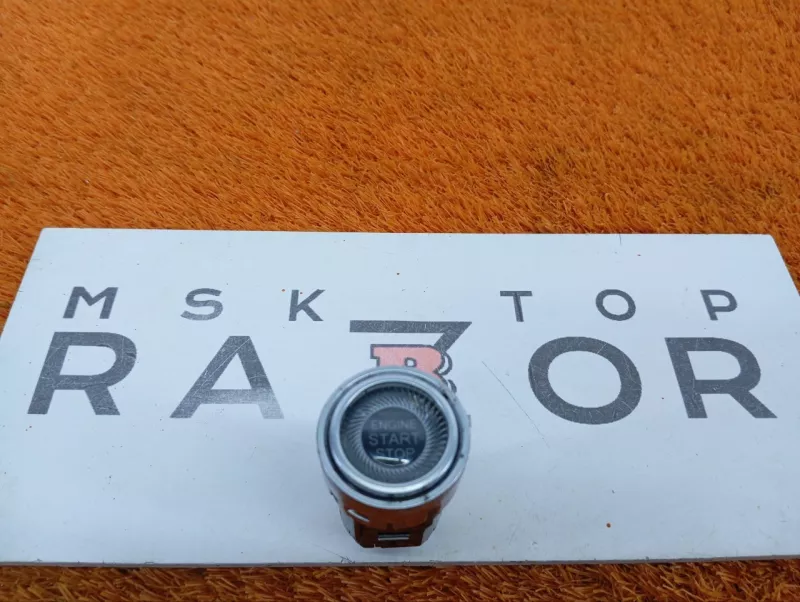 MSK TOP
RAZOR
B
ENGINE
START
STOP